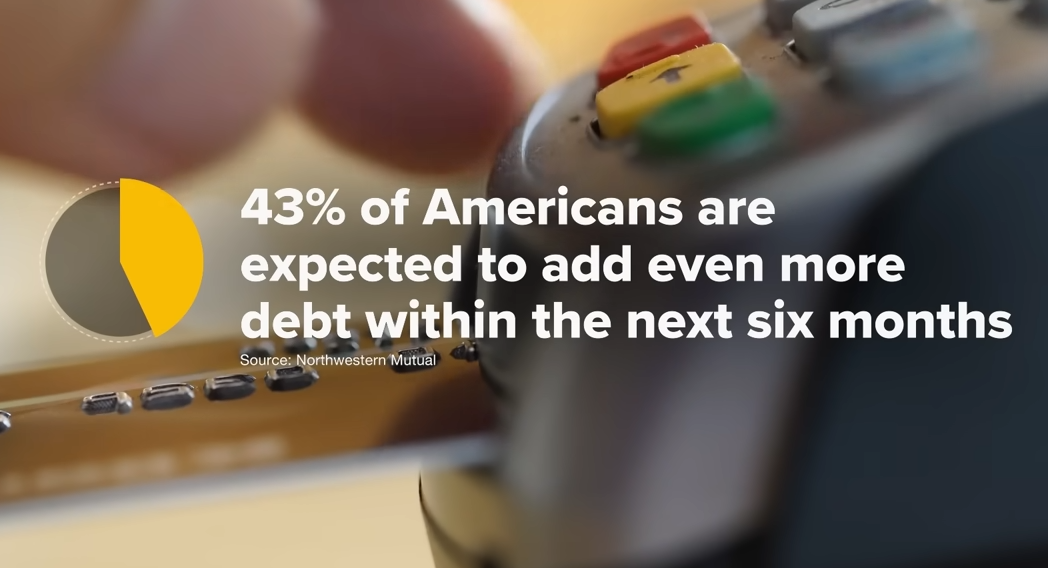 43% of Americans are
expected to add even more
debt within the next six months
Source: Northwestern Mutual